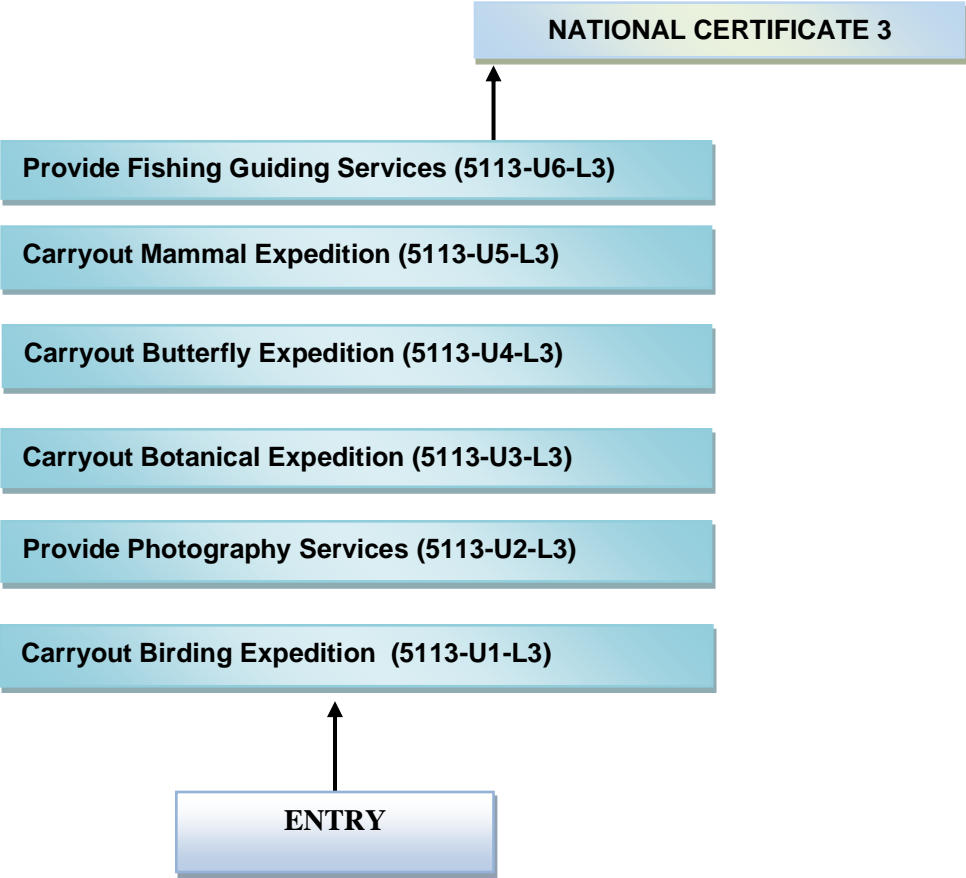 NATIONAL CERTIFICATE 3
Provide Fishing Guiding Services (5113-U6-L3)
Carryout Mammal Expedition (5113-U5-L3)
Carryout Butterfly Expedition (5113-U4-L3)
Carryout Botanical Expedition (5113-U3-L3)
Provide Photography Services (5113-U2-L3)
Carryout Birding Expedition (5113-U1-L3)
ENTRY